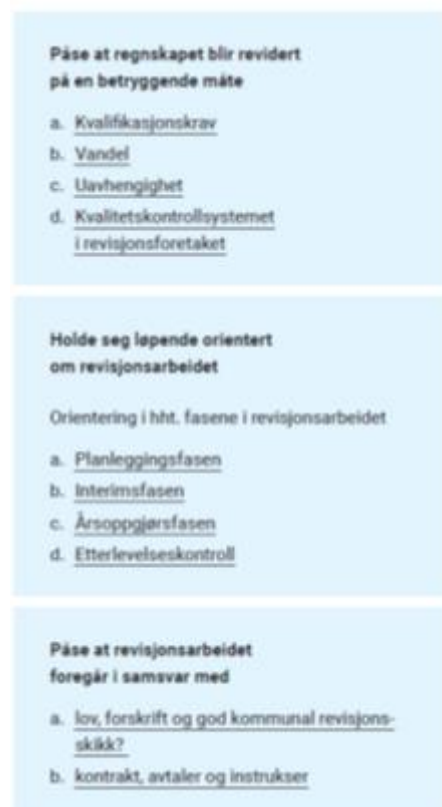 Påse at regnskapet blir revidert
på en betryggende måte
a. Kvalifikasjonskrav
b. Vandel
c. Uavhengighet
d. Kvalitetskontrollsystemet
i revisjonsforetaket
Holde seg løpende orientert
om revisjonsarbeidet
Orientering i hht. fasene i revisjonsarbeidet
a. Planleggingsfasen
b. Interimsfasen
c. Årsoppgjørsfasen
d. Etterlevelseskontroll
Påse at revisjonsarbeidet
foregår i samsvar med
a. lov, forskrift og god kommunal revisjons-
skikk?
b. kontrakt, avtaler og instrukser